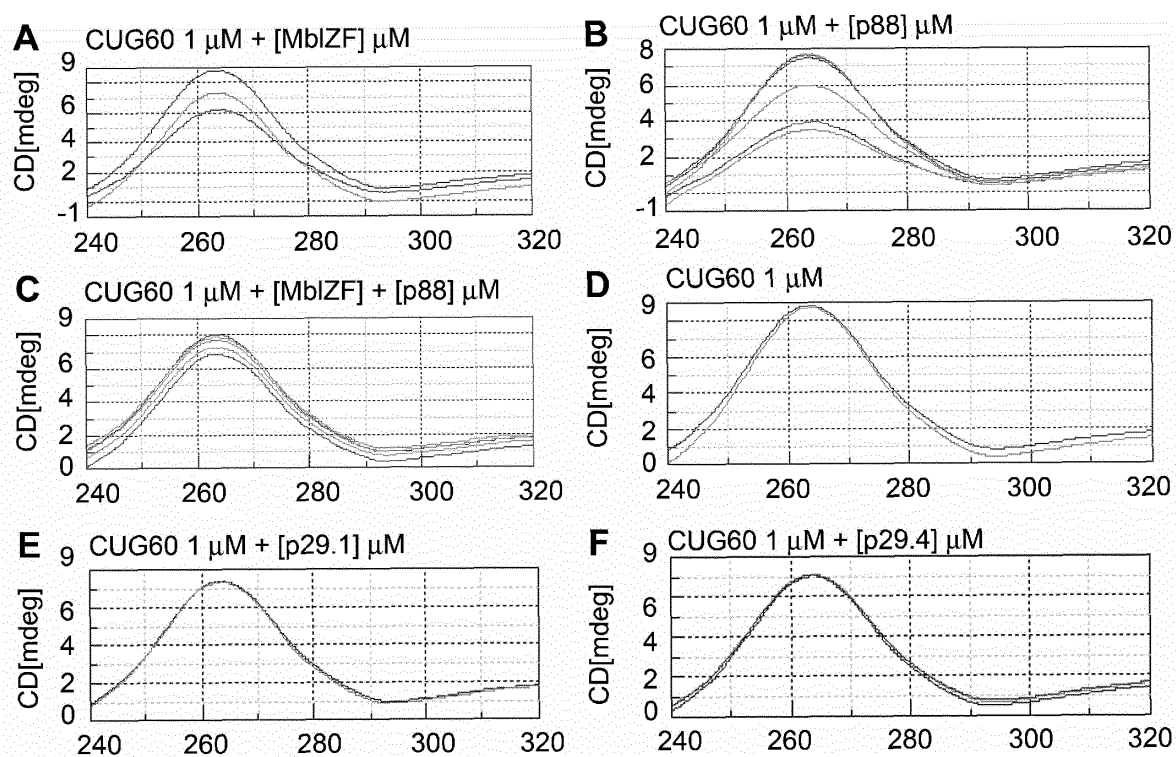 A CUG60 1 μM + [MblZF] μM
CD[mdeg]
9
6
4
2
-1
240 260 280 300 320
B CUG60 1 μM + [p88] μM
CD[mdeg]
8
6
4
2
-1
240 260 280 300 320
C CUG60 1 μM + [MblZF] + [p88] μM
CD[mdeg]
9
6
4
2
0
240 260 280 300 320
D CUG60 1 μM
CD[mdeg]
9
6
4
2
0
240 260 280 300 320
E CUG60 1 μM + [p29.1] μM
CD[mdeg]
9
6
4
2
0
240 260 280 300 320
F CUG60 1 μM + [p29.4] μM
CD[mdeg]
9
6
4
2
0
240 260 280 300 320